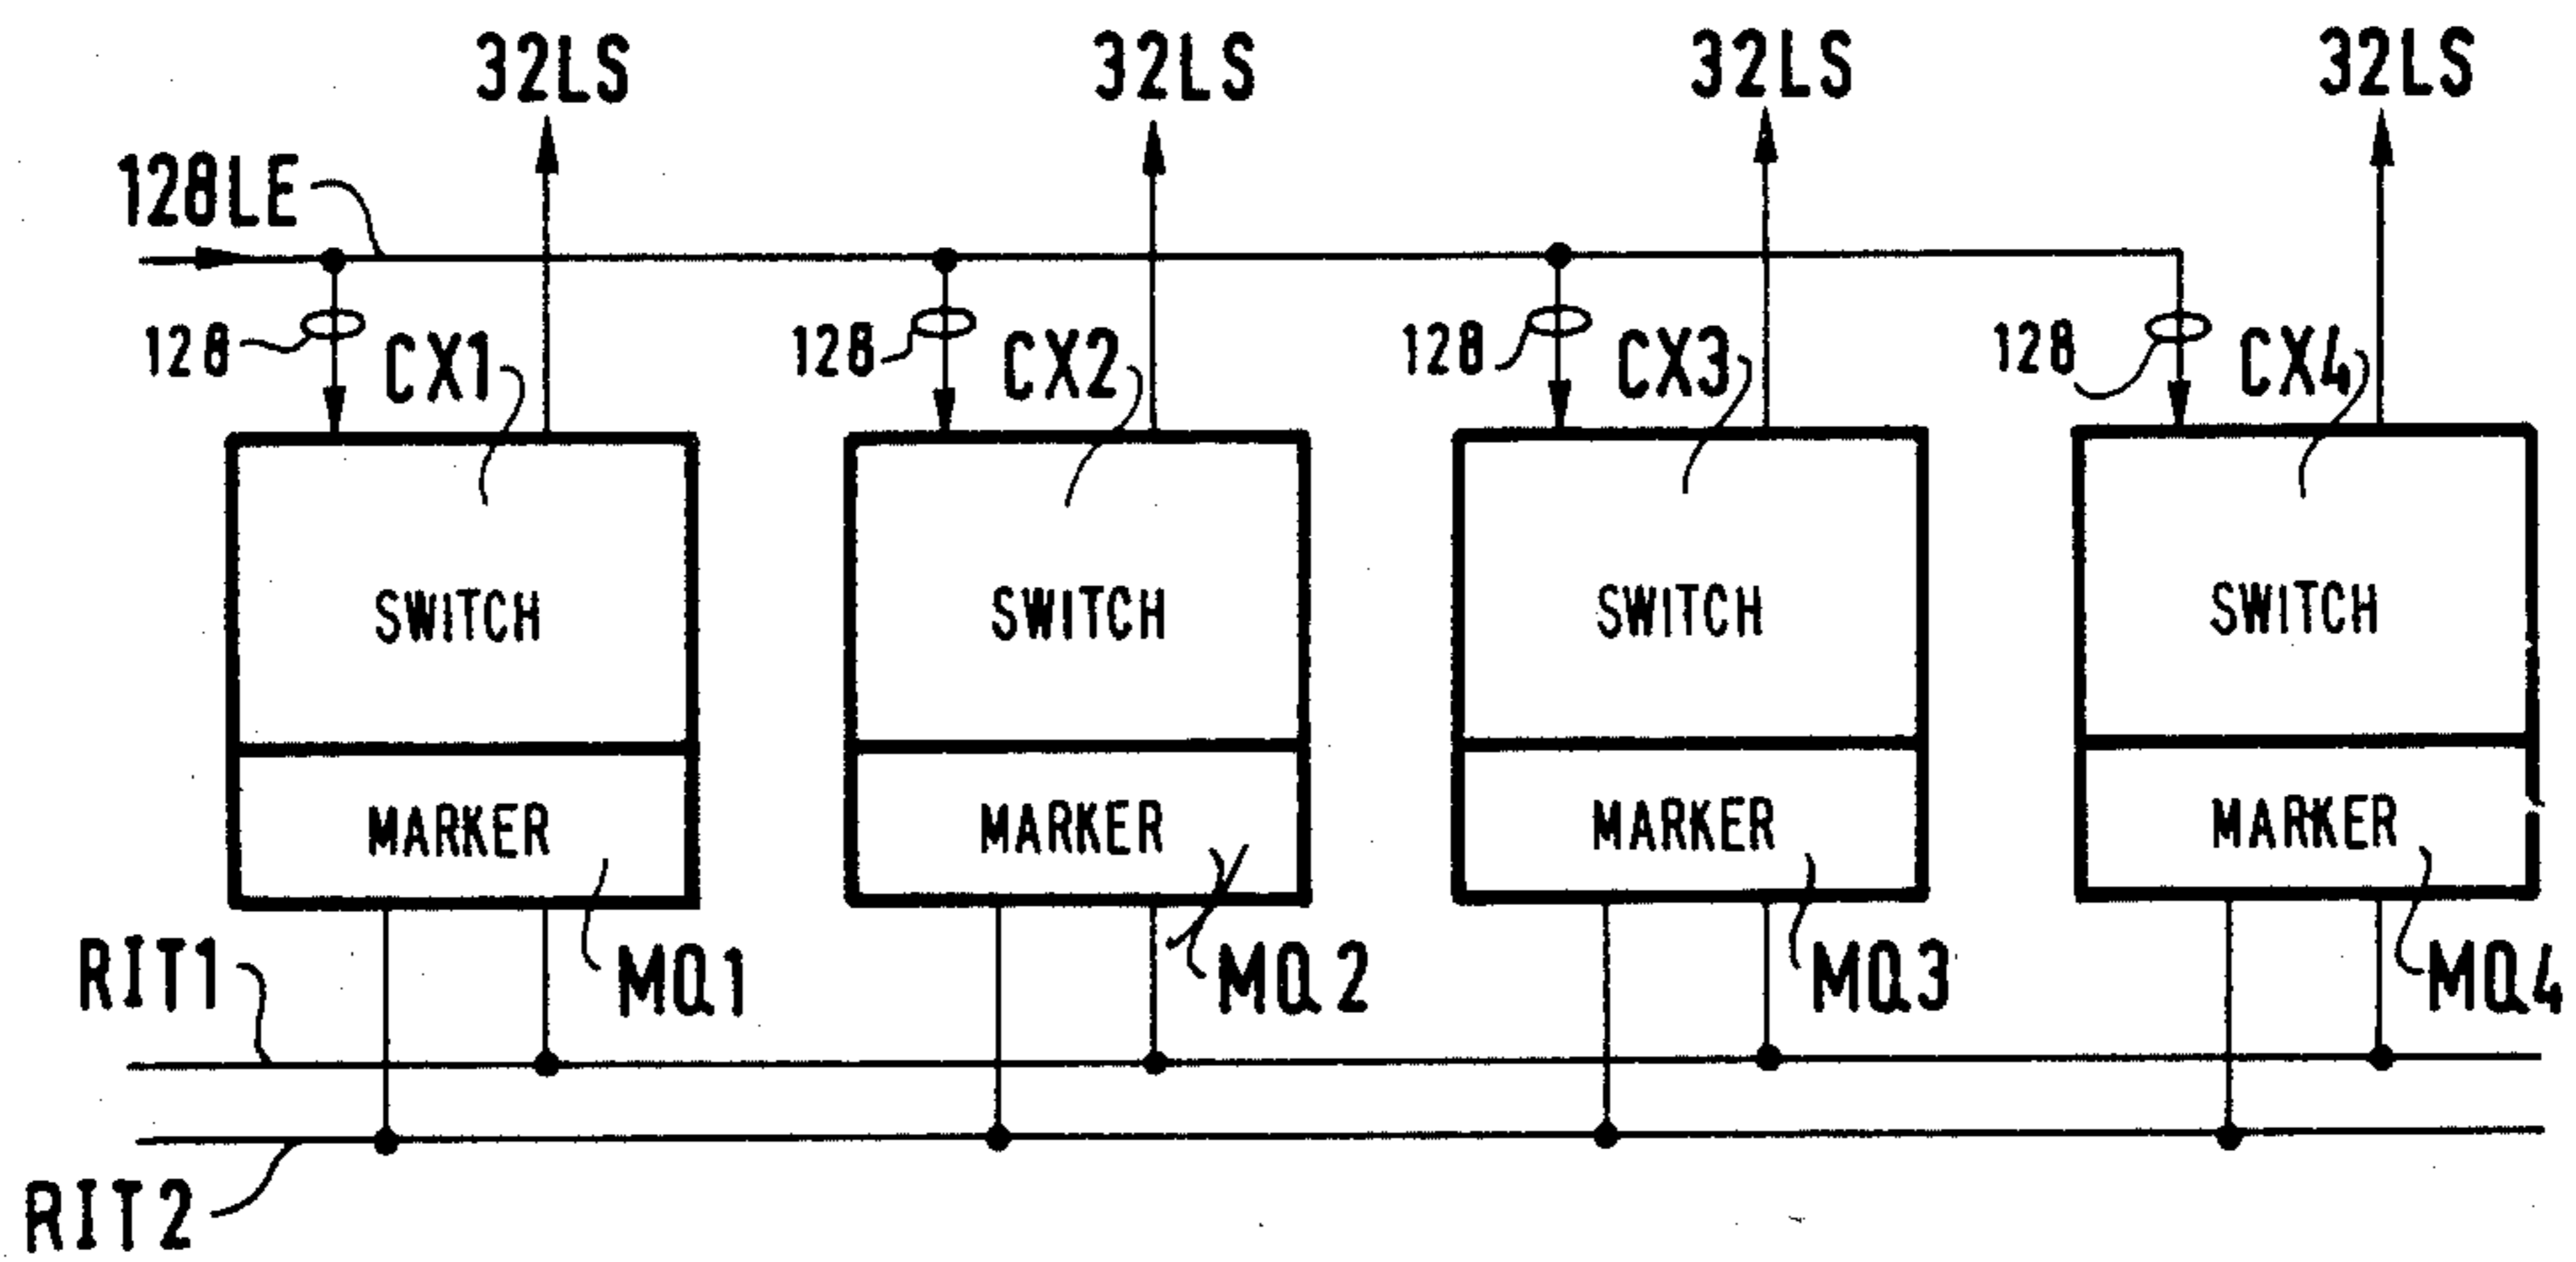 32LS 32LS 32LS 32LS
128LE
128 CX1 128 CX2 128 CX3 128 CX4
SWITCH SWITCH SWITCH SWITCH
MARKER MARKER MARKER MARKER
RIT1 MQ1 MQ2 MQ3 MQ4
RIT2